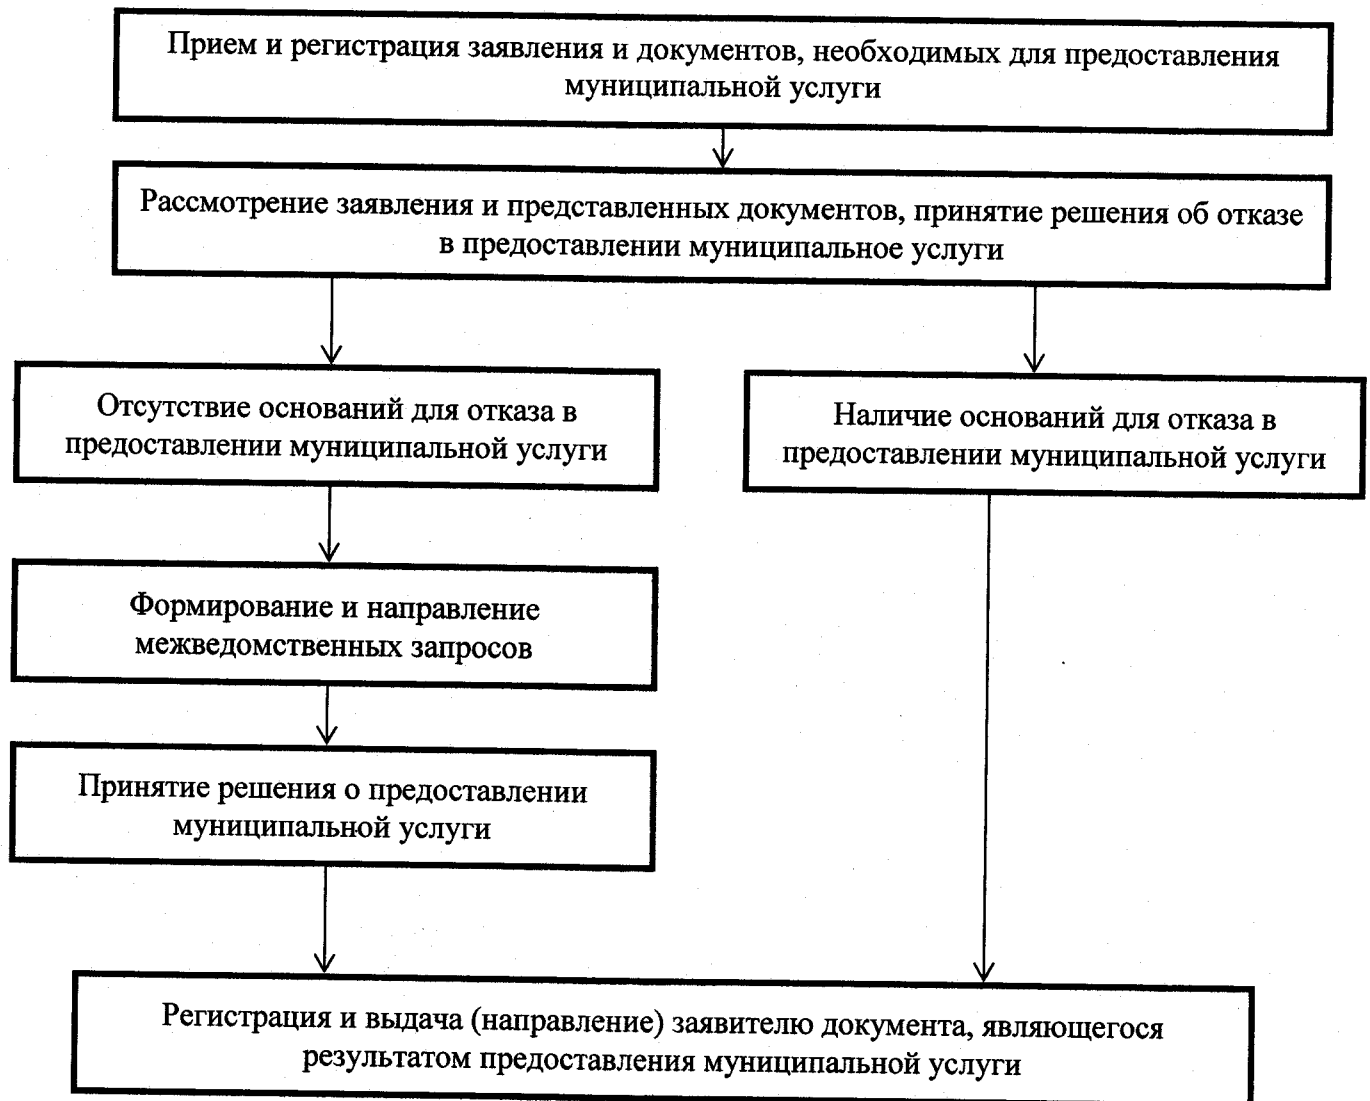 Прием и регистрация заявления и документов, необходимых для предоставления
муниципальной услуги
Рассмотрение заявления и представленных документов, принятие решения об отказе
в предоставлении муниципальное услуги
Отсутствие оснований для отказа в
предоставлении муниципальной услуги
Наличие оснований для отказа в
предоставлении муниципальной услуги
Формирование и направление
межведомственных запросов
Принятие решения о предоставлении
муниципальной услуги
Регистрация и выдача (направление) заявителю документа, являющегося
результатом предоставления муниципальной услуги